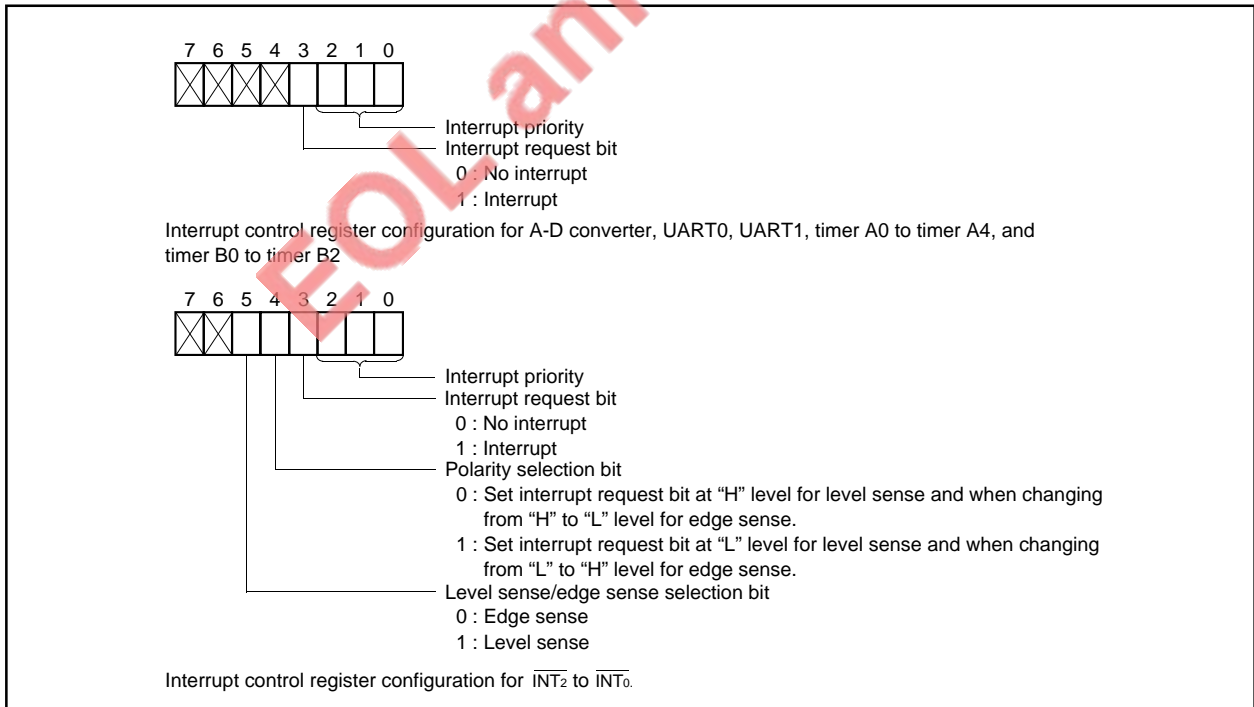 7 6 5 4 3 2 1 0
Interrupt priority
Interrupt request bit
0 : No interrupt
1 : Interrupt
Interrupt control register configuration for A-D converter, UART0, UART1, timer A0 to timer A4, and
timer B0 to timer B2
7 6 5 4 3 2 1 0
Interrupt priority
Interrupt request bit
0 : No interrupt
1 : Interrupt
Polarity selection bit
0 : Set interrupt request bit at “H” level for level sense and when changing
from “H” to “L” level for edge sense.
1 : Set interrupt request bit at “L” level for level sense and when changing
from “L” to “H” level for edge sense.
Level sense/edge sense selection bit
0 : Edge sense
1 : Level sense
Interrupt control register configuration for INT2 to INT0.
EOL ann